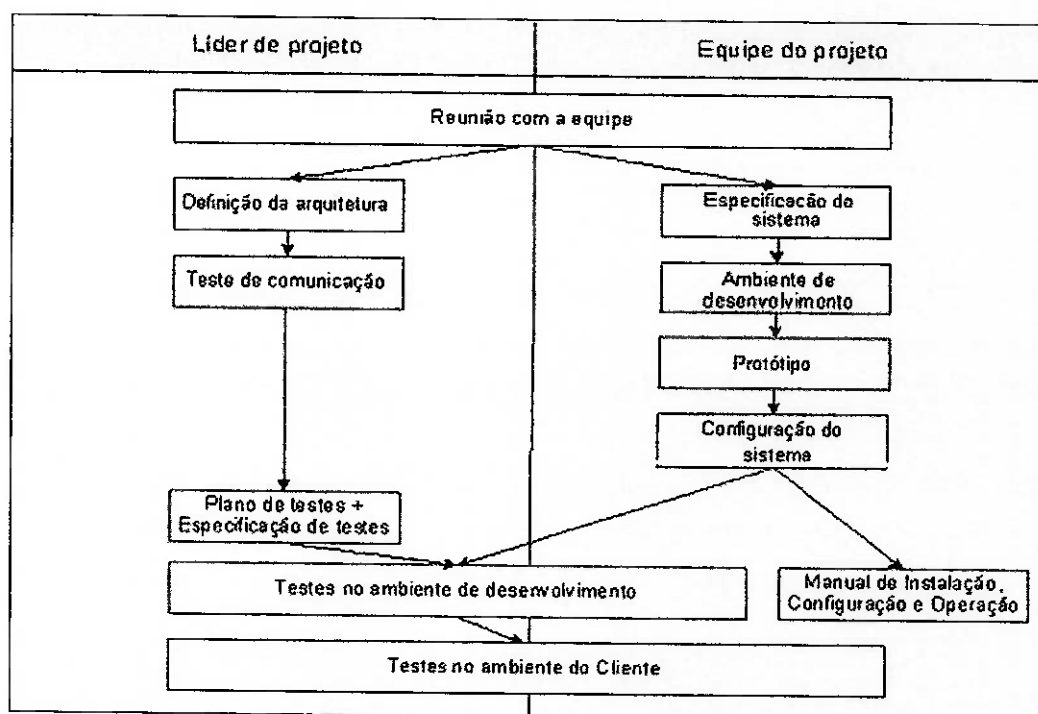 Líder de projeto
Equipe do projeto
Reunião com a equipe
Definição da arquitetura
Especificação do
sistema
Teste de comunicação
Ambiente de
desenvolvimento
Protótipo
Configuração do
sistema
Plano de testes +
Especificação de testes
Testes no ambiente de desenvolvimento
Manual de Instalação,
Configuração e Operação
Testes no ambiente do Cliente